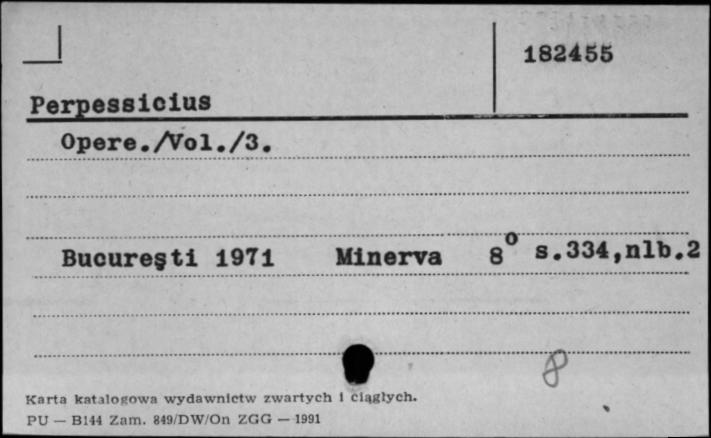 182455
Perpessicius
Opere./Vol./3.
Bucureşti 1971 Minerva 8° s.334,nlb.2
8
Karta katalogowa wydawnictw zwartych i ciągłych.
PU — B144 Zam. 849/DW/On ZGG — 1991